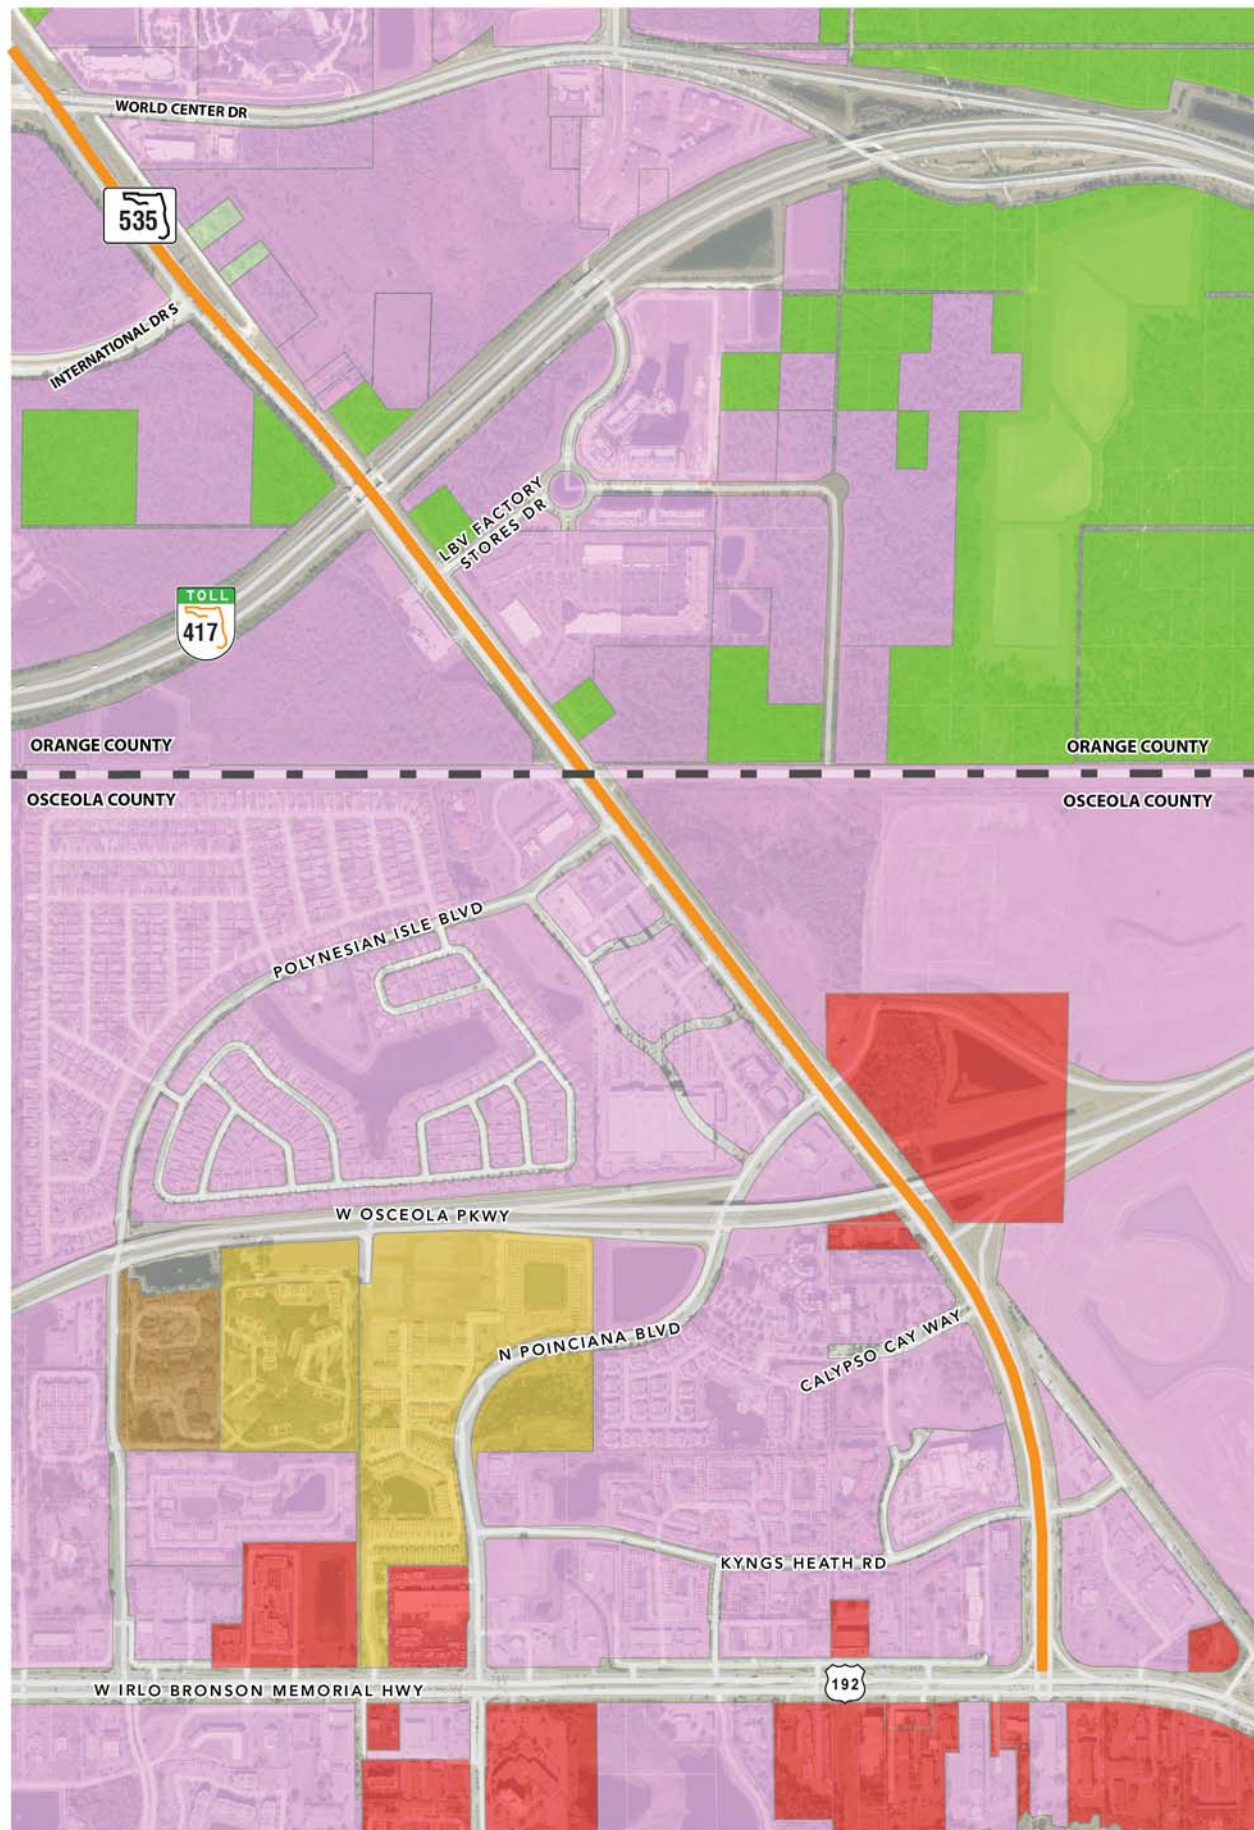 WORLD CENTER DR
535
INTERNATIONAL DR S
LBV FACTORY
STORES DR
TOLL
417
ORANGE COUNTY
ORANGE COUNTY
OSCEOLA COUNTY
OSCEOLA COUNTY
POLYNESIAN ISLE BLVD
W OSCEOLA PKWY
N POINCIANA BLVD
CALYPSO CAY WAY
KYNGS HEATH RD
192
W IRLO BRONSON MEMORIAL HWY